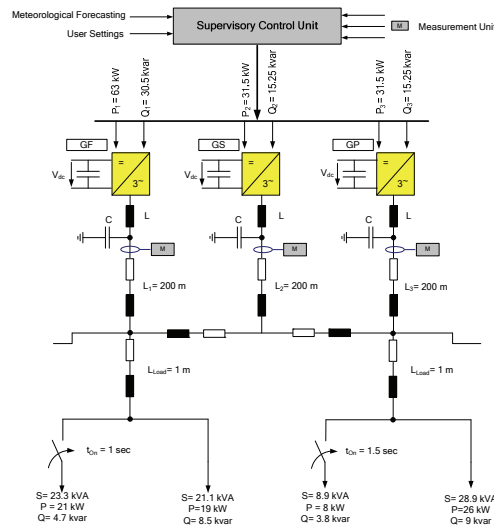 Meteorological Forecasting
User Settings
Supervisory Control Unit
M
Measurement Unit
P1 = 63 kW
Q1 = 30.5 kvar
P2 = 31.5 kW
Q2 = 15.25 kvar
P3 = 31.5 kW
Q3 = 15.25 kvar
GF
GS
GP
Vdc
=
3~
Vdc
=
3~
Vdc
=
3~
L
L
L
C
C
C
M
M
M
L1= 200 m
L2= 200 m
L3= 200 m
LLoad= 1 m
LLoad= 1 m
tOn = 1 sec
tOn = 1.5 sec
S= 23.3 kVA
P = 21 kW
Q= 4.7 kvar
S= 21.1 kVA
P=19 kW
Q= 8.5 kvar
S= 8.9 kVA
P = 8 kW
Q= 3.8 kvar
S= 28.9 kVA
P=26 kW
Q= 9 kvar